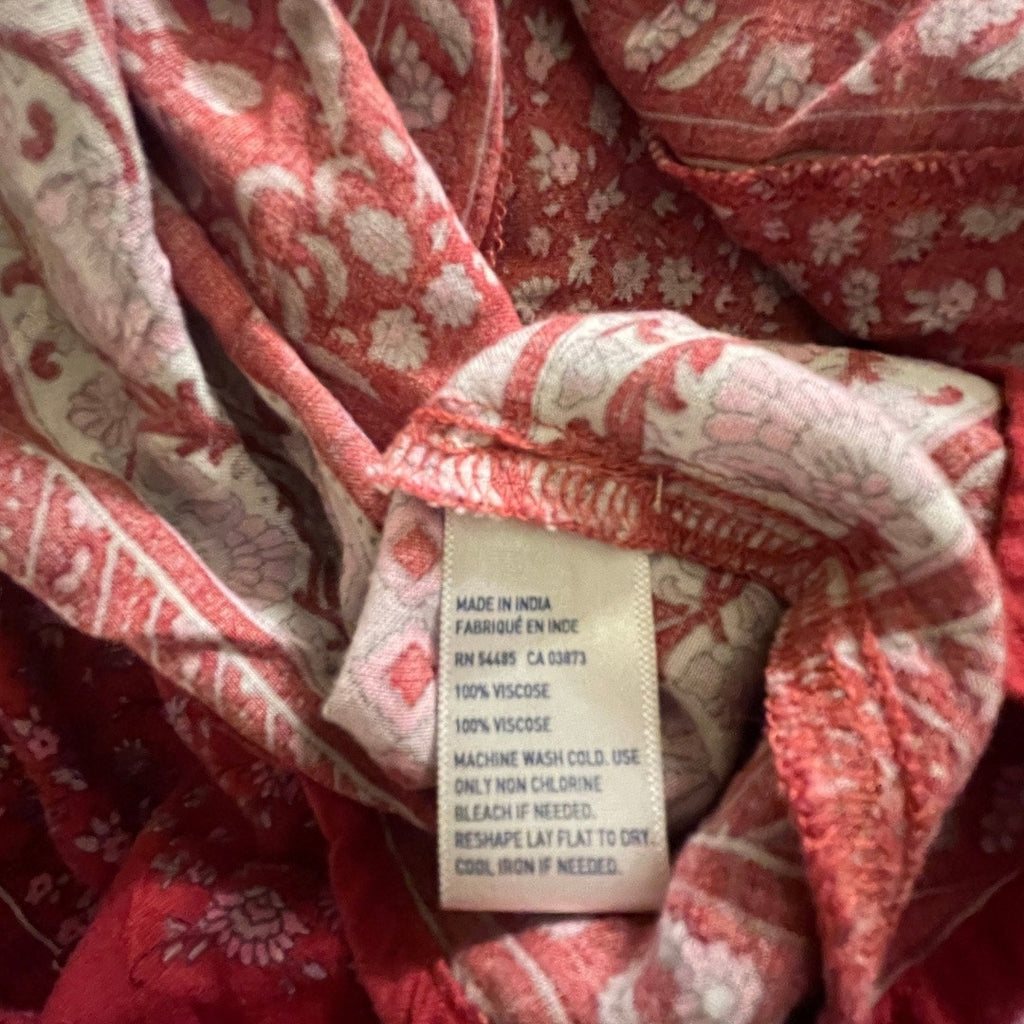 MADE IN INDIA
FABRIQUÉ EN INDE
RN 54485 CA 03873
100% VISCOSE
100% VISCOSE
MACHINE WASH COLD. USE
ONLY NON CHLORINE
BLEACH IF NEEDED.
RESHAPE LAY FLAT TO DRY.
COOL IRON IF NEEDED.